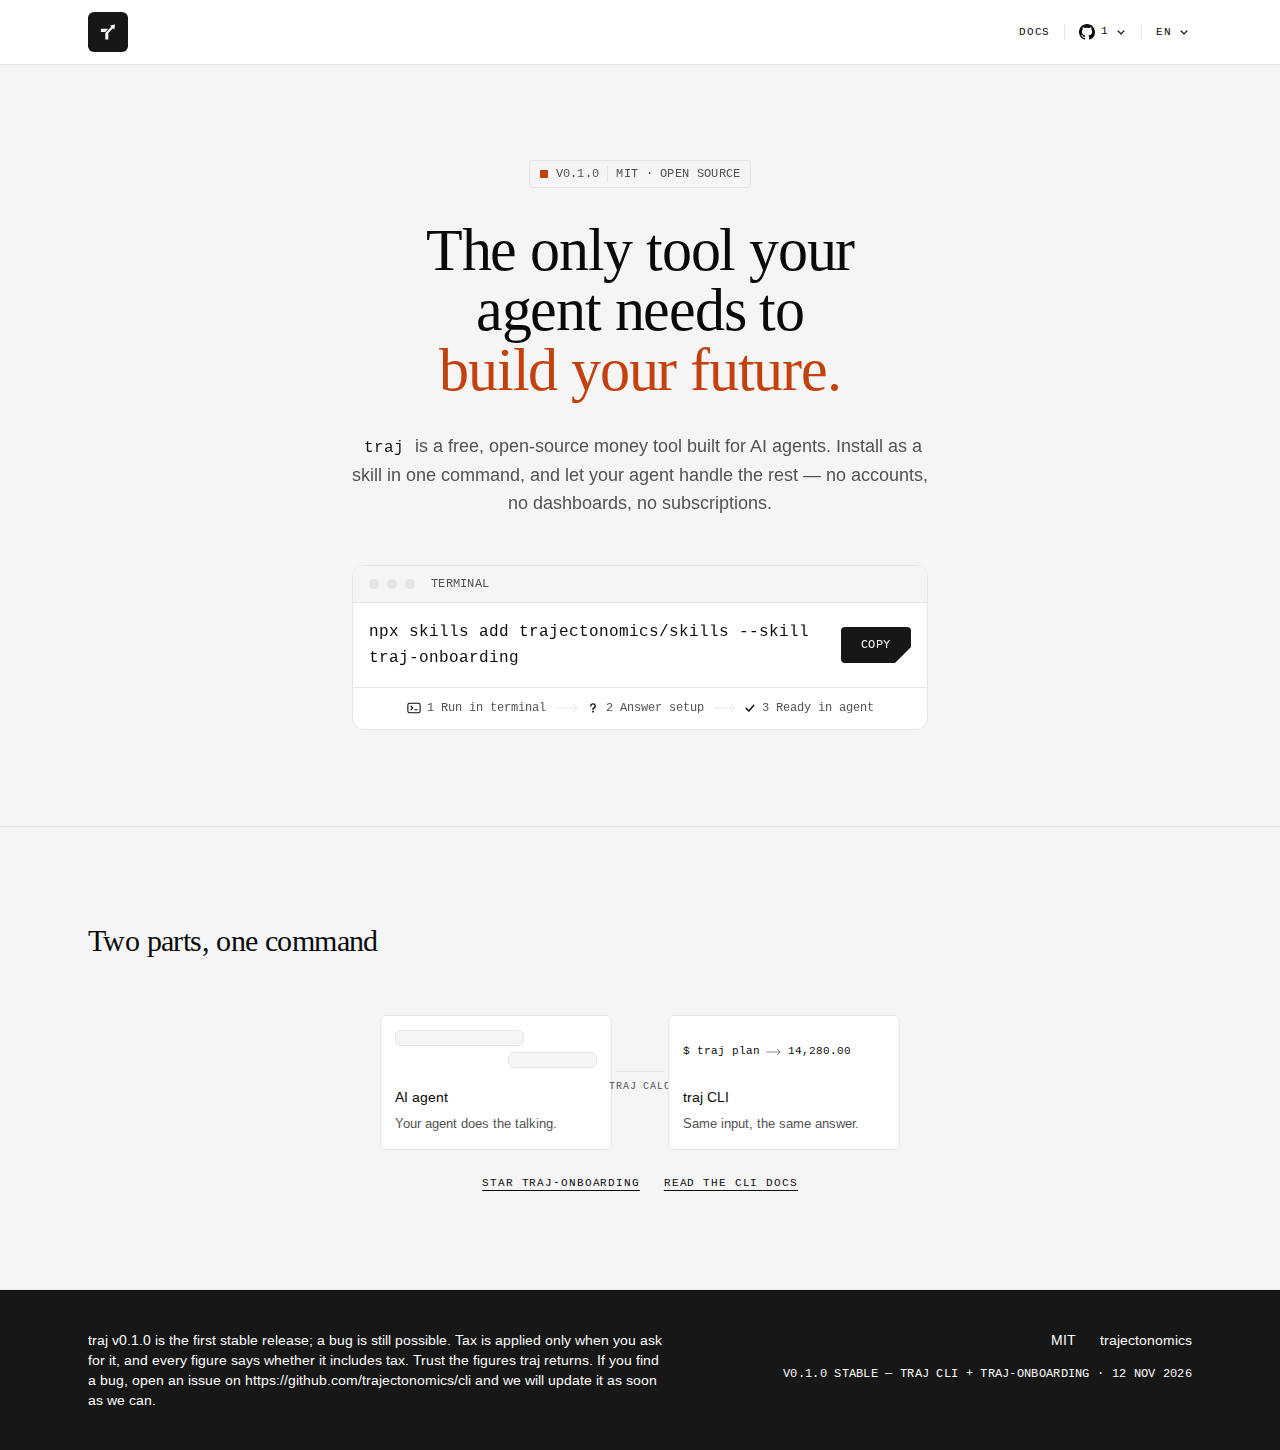 DOCS
1
EN
V0.1.0
MIT · OPEN SOURCE
The only tool your
agent needs to
build your future.
traj is a free, open-source money tool built for AI agents. Install as a
skill in one command, and let your agent handle the rest — no accounts,
no dashboards, no subscriptions.
TERMINAL
npx skills add trajectonomics/skills --skill
traj-onboarding
COPY
1 Run in terminal
2 Answer setup
3 Ready in agent
Two parts, one command
AI agent
Your agent does the talking.
TRAJ CALC
$ traj plan → 14,280.00
traj CLI
Same input, the same answer.
STAR TRAJ-ONBOARDING
READ THE CLI DOCS
traj v0.1.0 is the first stable release; a bug is still possible. Tax is applied only when you ask
for it, and every figure says whether it includes tax. Trust the figures traj returns. If you find
a bug, open an issue on https://github.com/trajectonomics/cli and we will update it as soon
as we can.
MIT
trajectonomics
V0.1.0 STABLE — TRAJ CLI + TRAJ-ONBOARDING · 12 NOV 2026